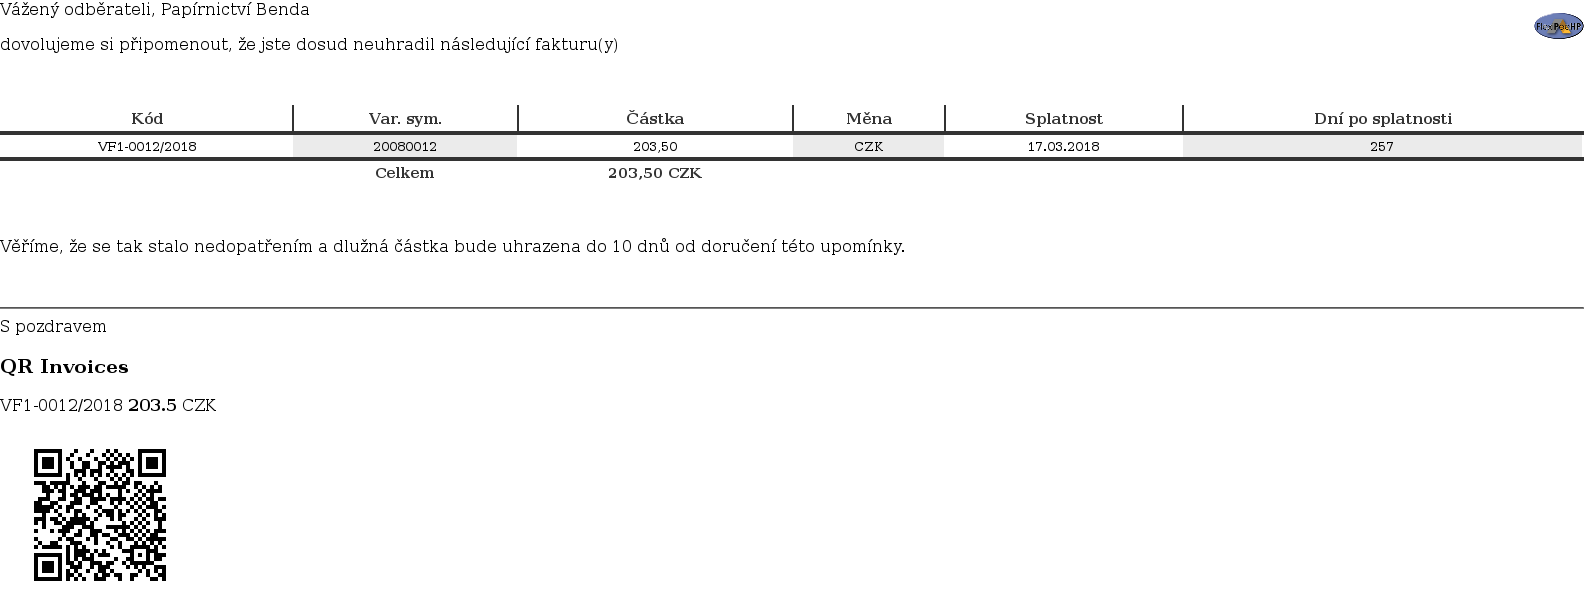 Vážený odběrateli, Papírnictví Benda
FlexiPeeHP
dovolujeme si připomenout, že jste dosud neuhradil následující fakturu(y)
Kód Var. sym. Částka Měna Splatnost Dní po splatnosti
VF1-0012/2018 20080012 203,50 CZK 17.03.2018 257
Celkem 203,50 CZK
Věříme, že se tak stalo nedopatřením a dlužná částka bude uhrazena do 10 dnů od doručení této upomínky.
S pozdravem
QR Invoices
VF1-0012/2018 203.5 CZK